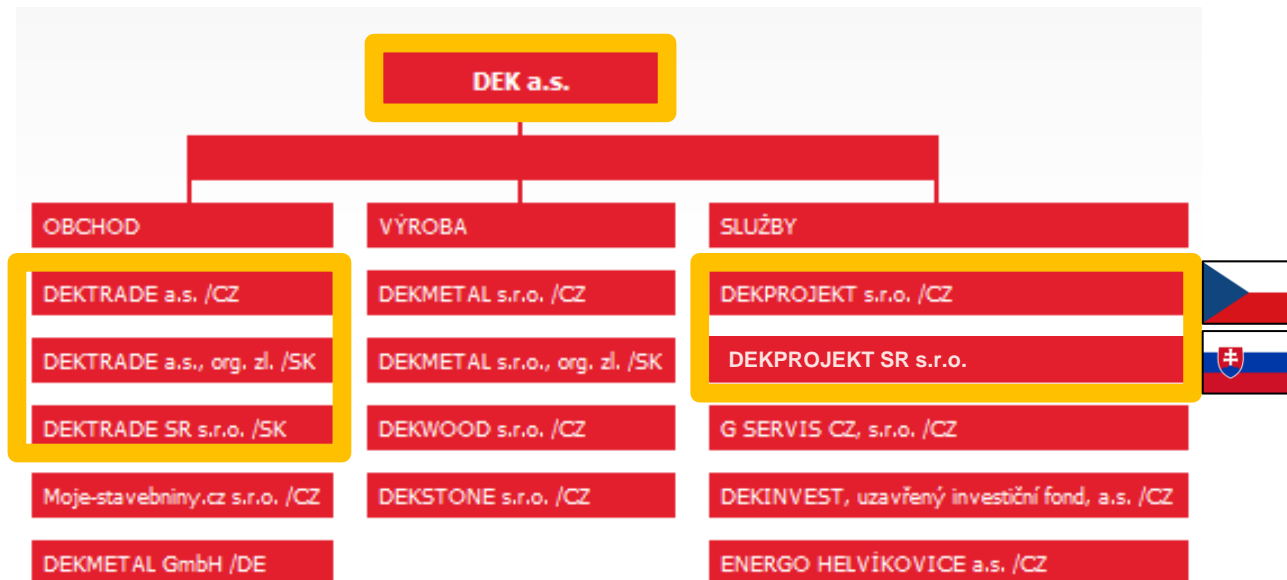 DEK a.s.
OBCHOD
DEKTRADE a.s. /CZ
DEKTRADE a.s., org. zl. /SK
DEKTRADE SR s.r.o. /SK
Moje-stavebniny.cz s.r.o. /CZ
DEKMETAL GmbH /DE
VÝROBA
DEKMETAL s.r.o. /CZ
DEKMETAL s.r.o., org. zl. /SK
DEKWOOD s.r.o. /CZ
DEKSTONE s.r.o. /CZ
SLUŽBY
DEKPROJEKT s.r.o. /CZ
DEKPROJEKT SR s.r.o.
G SERVIS CZ, s.r.o. /CZ
DEKINVEST, uzavřený investiční fond, a.s. /CZ
ENERGO HELVÍKOVICE a.s. /CZ